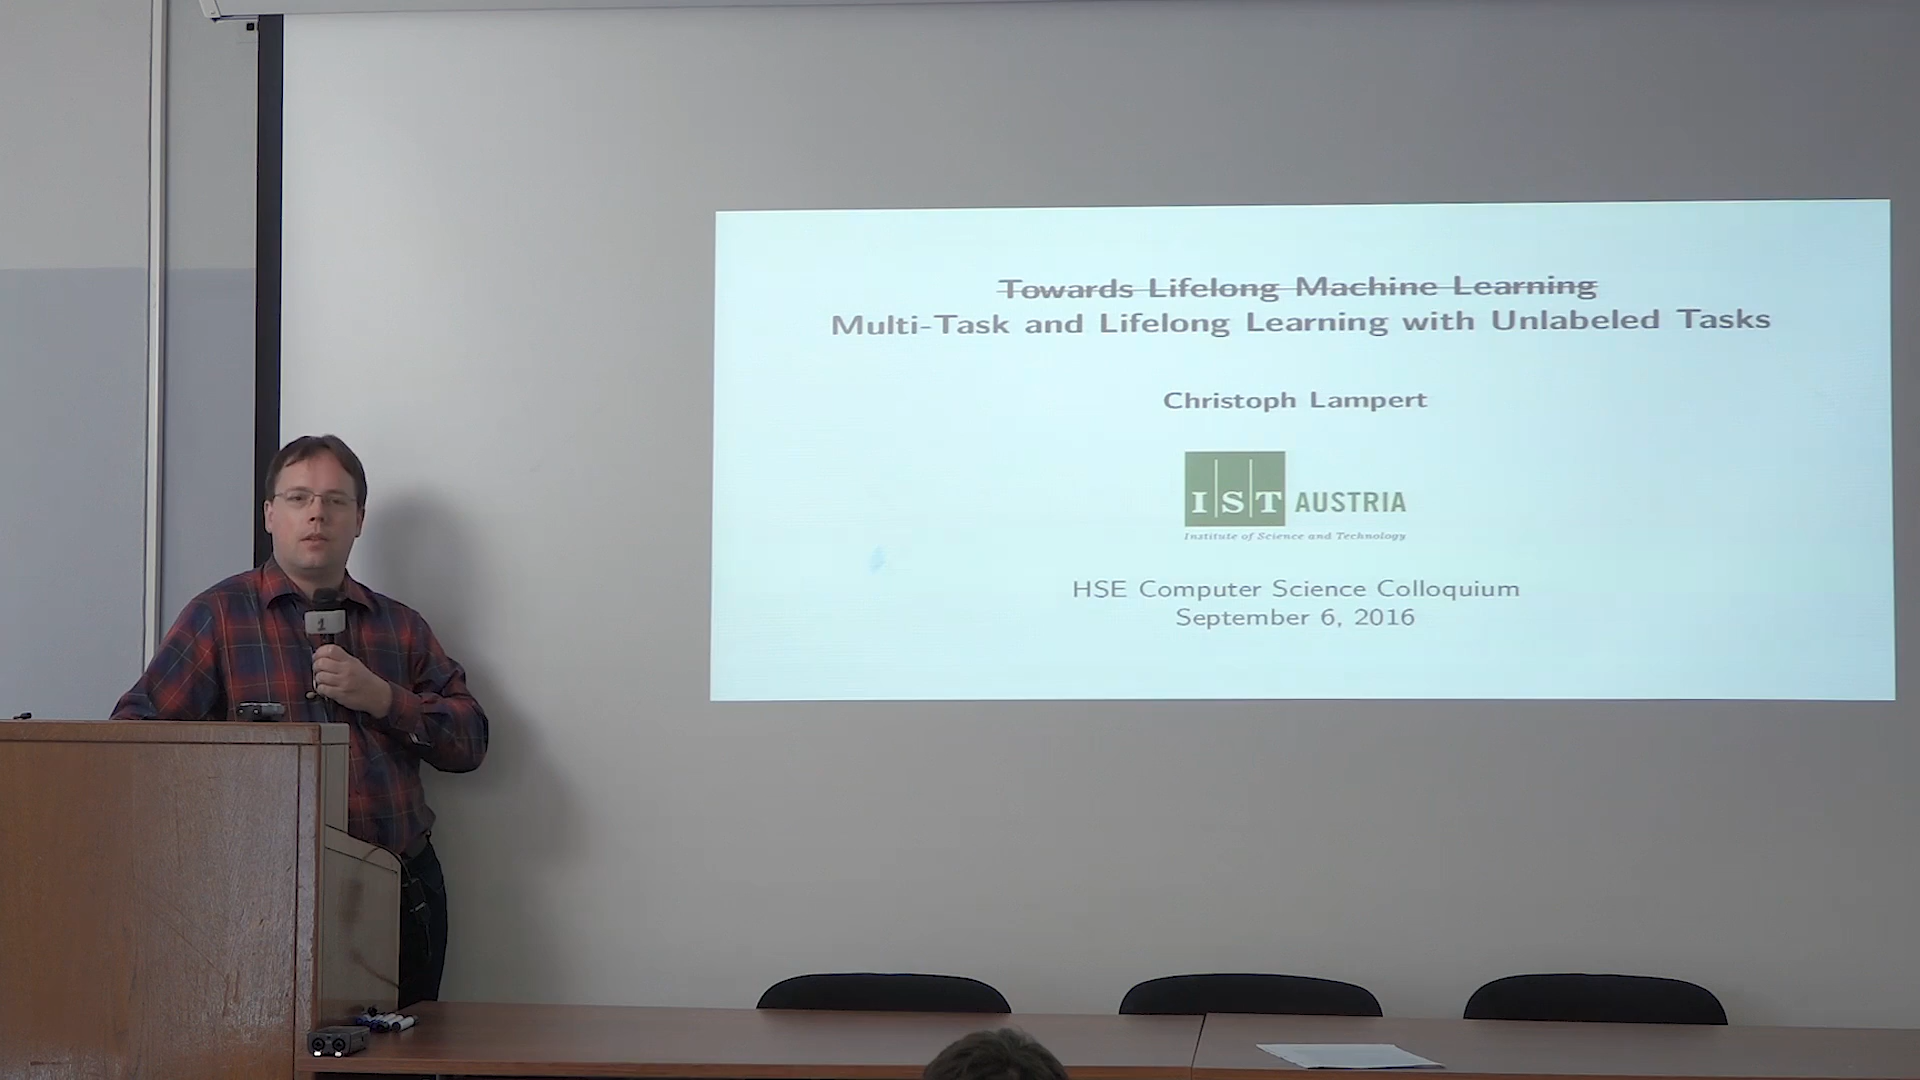 Towards Lifelong Machine Learning
Multi-Task and Lifelong Learning with Unlabeled Tasks
Christoph Lampert
IST AUSTRIA
Institute of Science and Technology
HSE Computer Science Colloquium
September 6, 2016
1